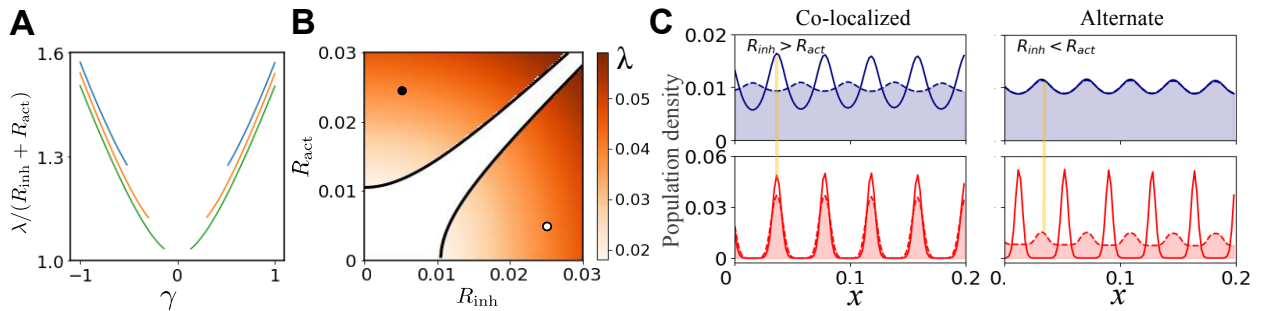 A
λ/(R_inh + R_act)
1.6
1.3
1.0
−1
0
1
γ
B
R_act
0.03
0.02
0.01
0
0
0.01
0.02
0.03
R_inh
λ
0.05
0.04
0.03
0.02
C
Co-localized
Alternate
Population density
R_inh > R_act
R_inh < R_act
0.02
0.01
0
0.06
0.03
0
0
0.1
0.2
x
0.
0.1
0.2
x